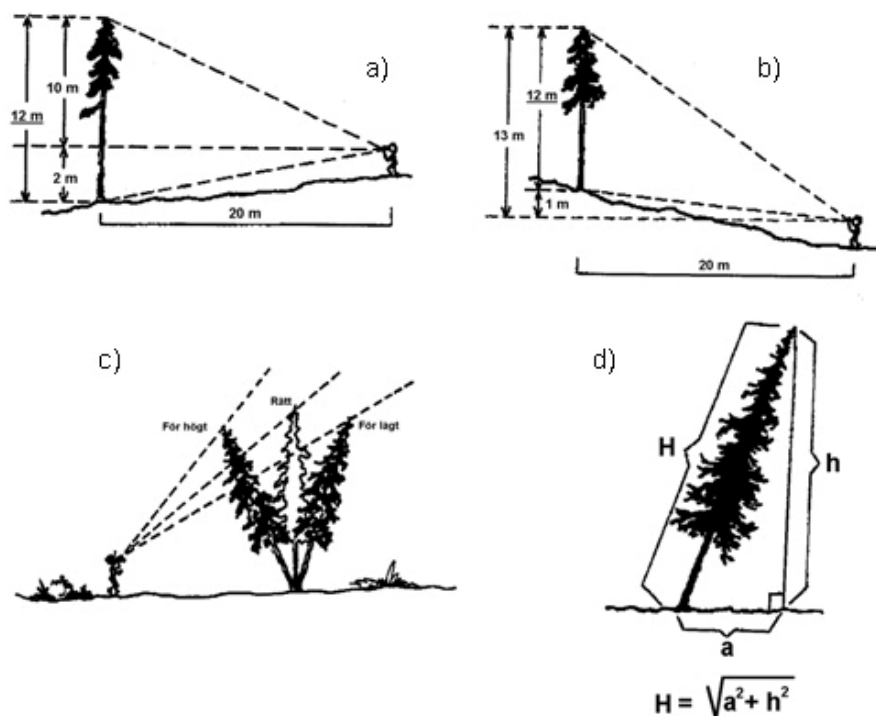 a)
10 m
12 m
2 m
20 m
b)
12 m
13 m
1 m
20 m
c)
För högt
Rätt
För lågt
d)
H
h
a
H = √a² + h²